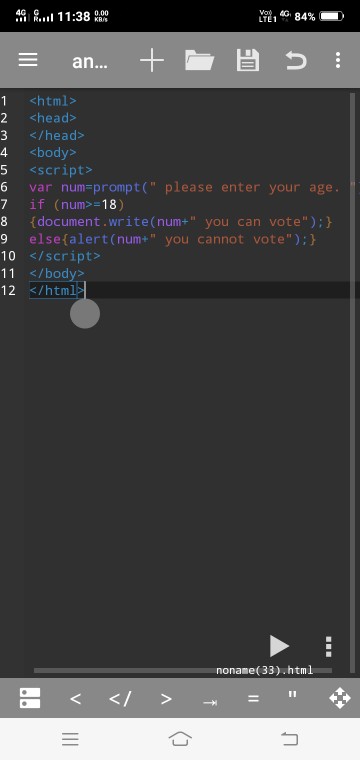 4G G 11:38 0.00 KB/s Vo) LTE1 4G 84%
an...
1 <html>
2 <head>
3 </head>
4 <body>
5 <script>
6 var num=prompt(" please enter your age. "
7 if (num>=18)
8 {document.write(num+" you can vote");}
9 else{alert(num+" you cannot vote");}
10 </script>
11 </body>
12 </html>
noname(33).html
< </ > = "